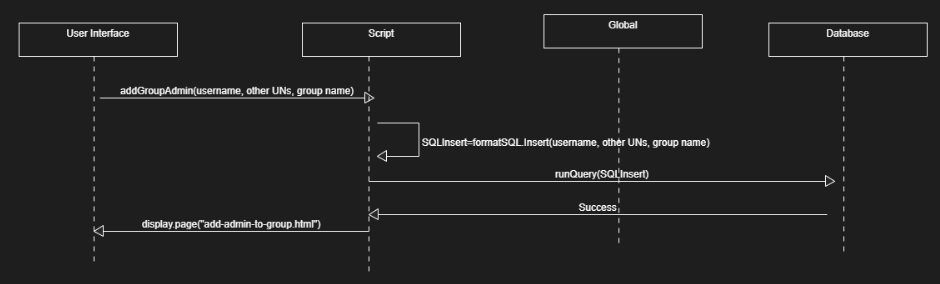 User Interface
Script
Global
Database
addGroupAdmin(username, other UNs, group name)
SQLInsert=formatSQL.Insert(username, other UNs, group name)
runQuery(SQLInsert)
Success
display.page("add-admin-to-group.html")